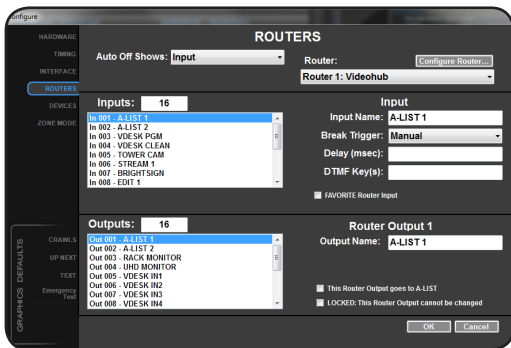 onfigure
ROUTERS
HARDWARE
TIMING
INTERFACE
ROUTERS
DEVICES
ZONE MODE
Auto Off Shows: Input
Router: Configure Router...
Router 1: Videohub
Inputs: 16
In 001 - A-LIST 1
In 002 - A-LIST 2
In 003 - VDESK PGM
In 004 - VDESK CLEAN
In 005 - TOWER CAM
In 006 - STREAM 1
In 007 - BRIGHTSIGN
In 008 - EDIT 1
Input
Input Name: A-LIST 1
Break Trigger: Manual
Delay (msec):
DTMF Key(s):
FAVORITE Router Input
Outputs: 16
Out 001 - A-LIST 1
Out 002 - A-LIST 2
Out 003 - RACK MONITOR
Out 004 - UHD MONITOR
Out 005 - VDESK IN1
Out 006 - VDESK IN2
Out 007 - VDESK IN3
Out 008 - VDESK IN4
Router Output 1
Output Name: A-LIST 1
This Router Output goes to A-LIST
LOCKED: This Router Output cannot be changed
GRAPHICS DEFAULTS
CRAWLS
UP NEXT
TEXT
Emergency
Text
OK Cancel